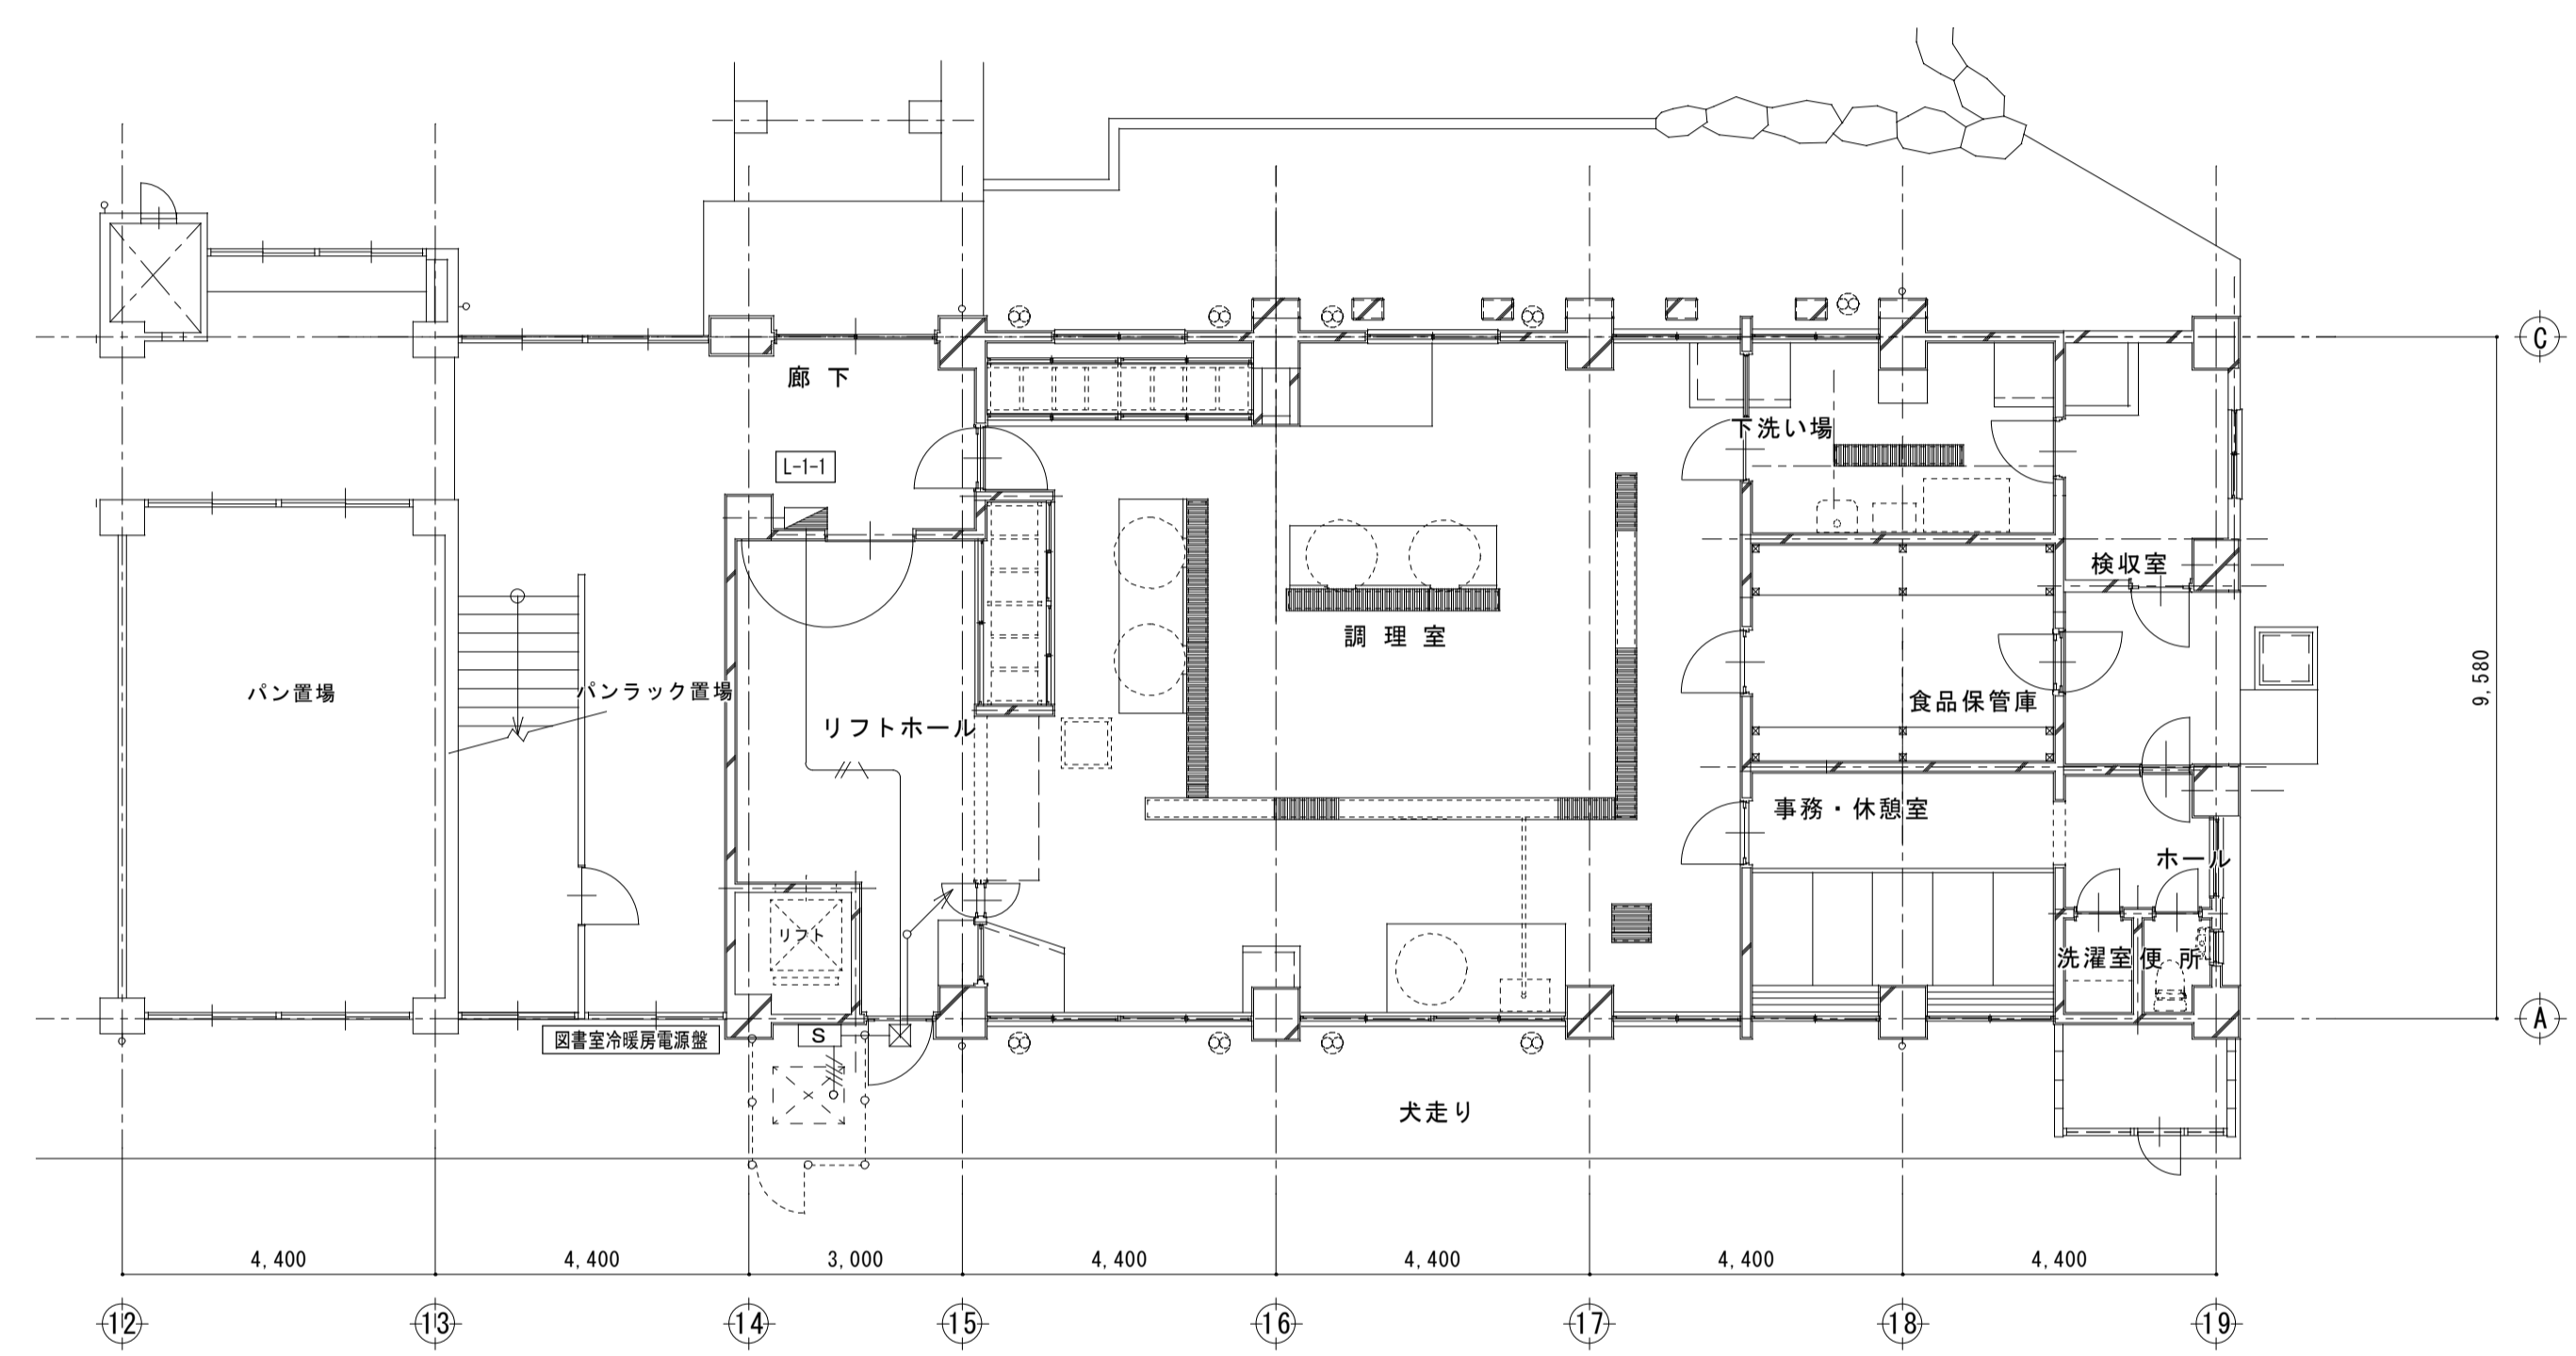 C
廊 下
下洗い場
L-1-1
検収室
調 理 室
パン置場
パンラック置場
9,580
食品保管庫
リフトホール
事務・休憩室
ホール
リフト
洗濯室
便 所
A
図書室冷暖房電源盤
S
犬走り
4,400
4,400
3,000
4,400
4,400
4,400
4,400
12
13
14
15
16
17
18
19